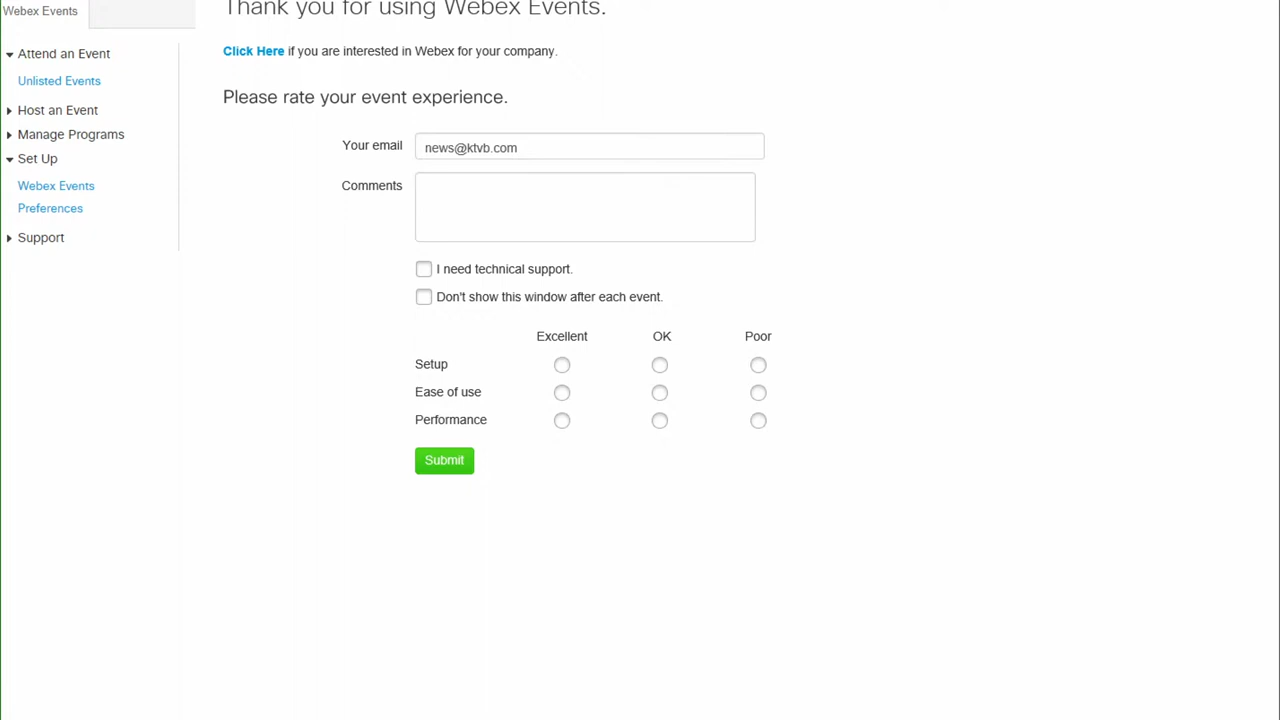 Webex Events
Thank you for using Webex Events.
Click Here if you are interested in Webex for your company.
Attend an Event
Unlisted Events
Host an Event
Manage Programs
Set Up
Webex Events
Preferences
Support
Please rate your event experience.
Your email news@ktvb.com
Comments
I need technical support.
Don't show this window after each event.
Excellent OK Poor
Setup
Ease of use
Performance
Submit